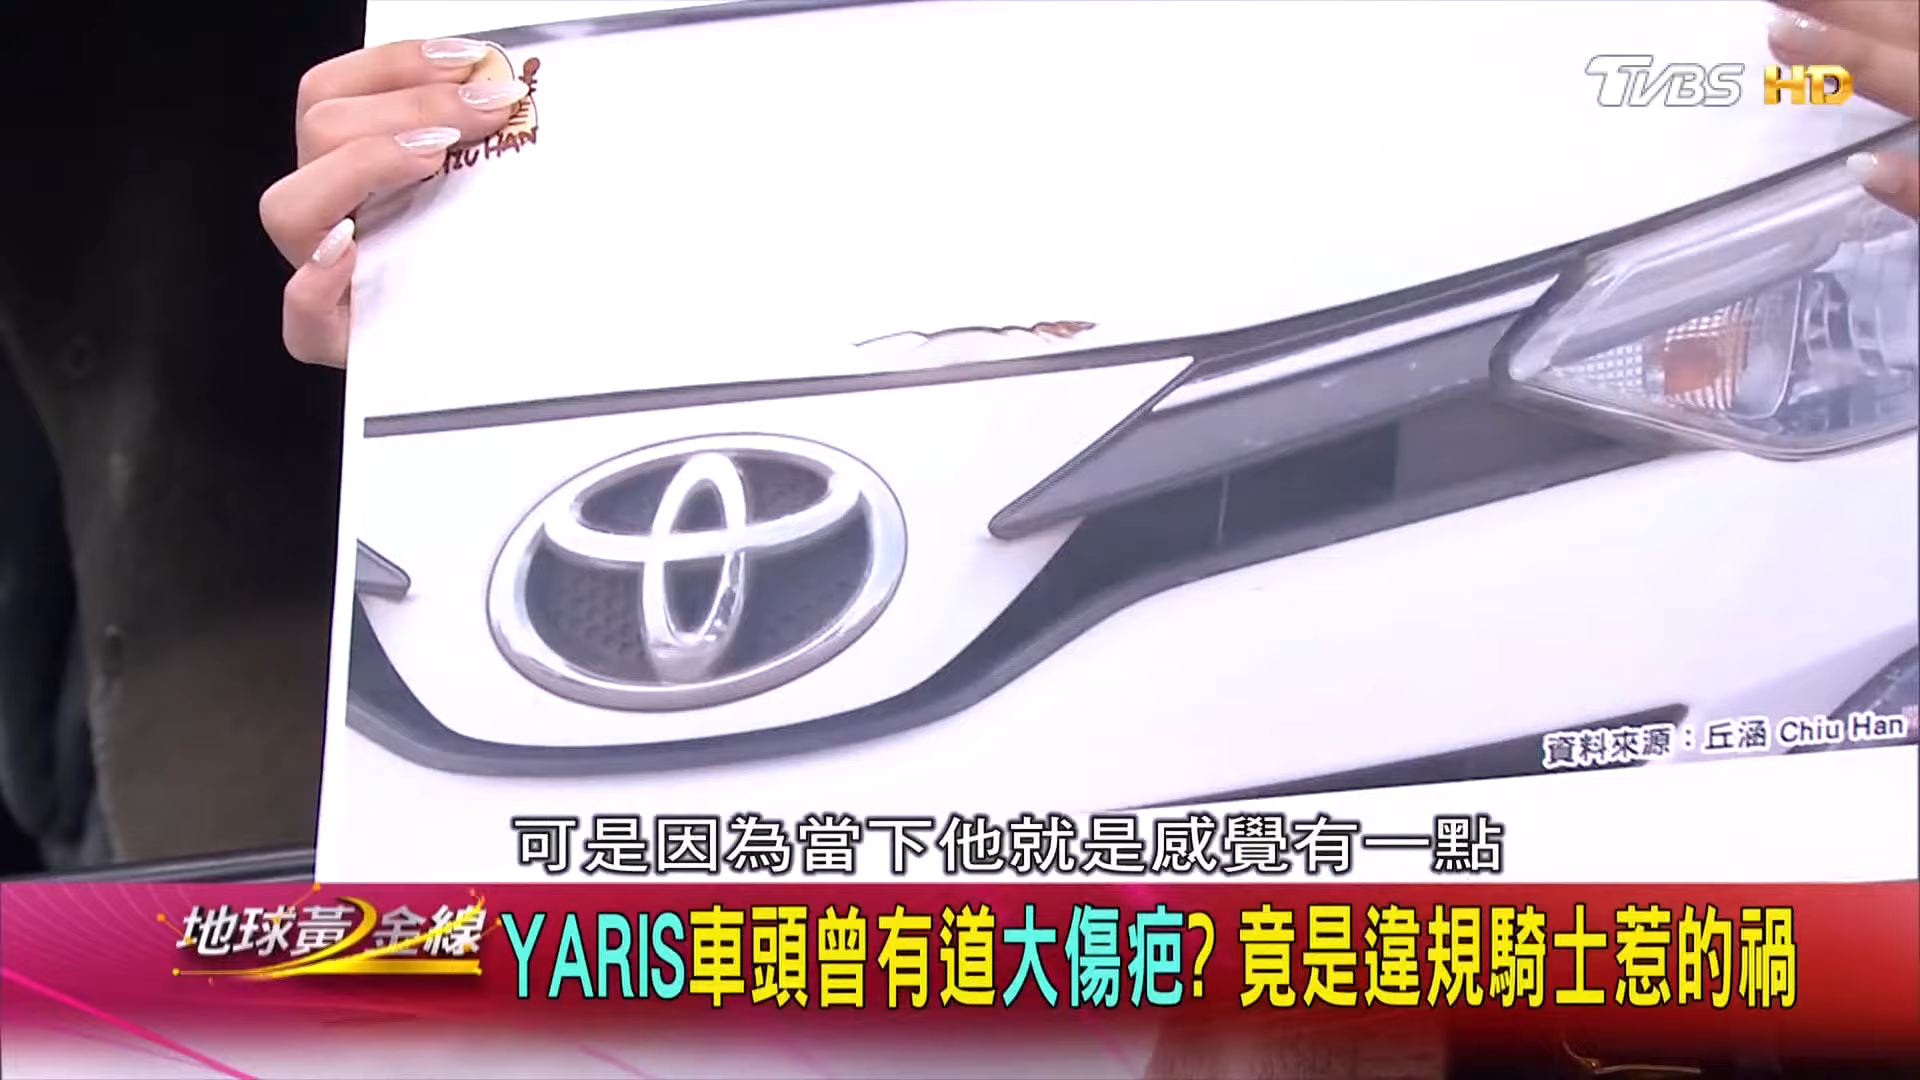 TVBS HD
HIU HAN
資料來源：丘涵 Chiu Han
可是因為當下他就是感覺有一點
地球黃金線
YARIS車頭曾有道大傷疤? 竟是違規騎士惹的禍